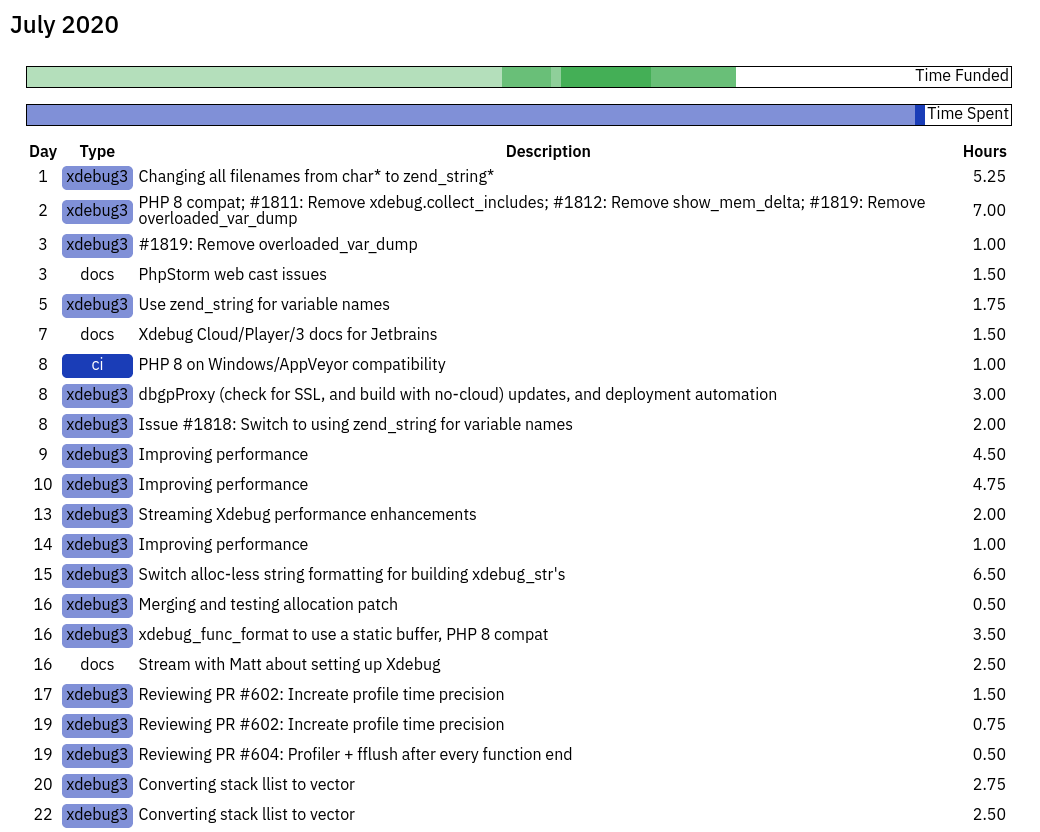 July 2020
Time Funded
Time Spent
Day Type Description Hours
1 xdebug3 Changing all filenames from char* to zend_string* 5.25
2 xdebug3 PHP 8 compat; #1811: Remove xdebug.collect_includes; #1812: Remove show_mem_delta; #1819: Remove
overloaded_var_dump 7.00
3 xdebug3 #1819: Remove overloaded_var_dump 1.00
3 docs PhpStorm web cast issues 1.50
5 xdebug3 Use zend_string for variable names 1.75
7 docs Xdebug Cloud/Player/3 docs for Jetbrains 1.50
8 ci PHP 8 on Windows/AppVeyor compatibility 1.00
8 xdebug3 dbgpProxy (check for SSL, and build with no-cloud) updates, and deployment automation 3.00
8 xdebug3 Issue #1818: Switch to using zend_string for variable names 2.00
9 xdebug3 Improving performance 4.50
10 xdebug3 Improving performance 4.75
13 xdebug3 Streaming Xdebug performance enhancements 2.00
14 xdebug3 Improving performance 1.00
15 xdebug3 Switch alloc-less string formatting for building xdebug_str's 6.50
16 xdebug3 Merging and testing allocation patch 0.50
16 xdebug3 xdebug_func_format to use a static buffer, PHP 8 compat 3.50
16 docs Stream with Matt about setting up Xdebug 2.50
17 xdebug3 Reviewing PR #602: Increate profile time precision 1.50
19 xdebug3 Reviewing PR #602: Increate profile time precision 0.75
19 xdebug3 Reviewing PR #604: Profiler + fflush after every function end 0.50
20 xdebug3 Converting stack llist to vector 2.75
22 xdebug3 Converting stack llist to vector 2.50